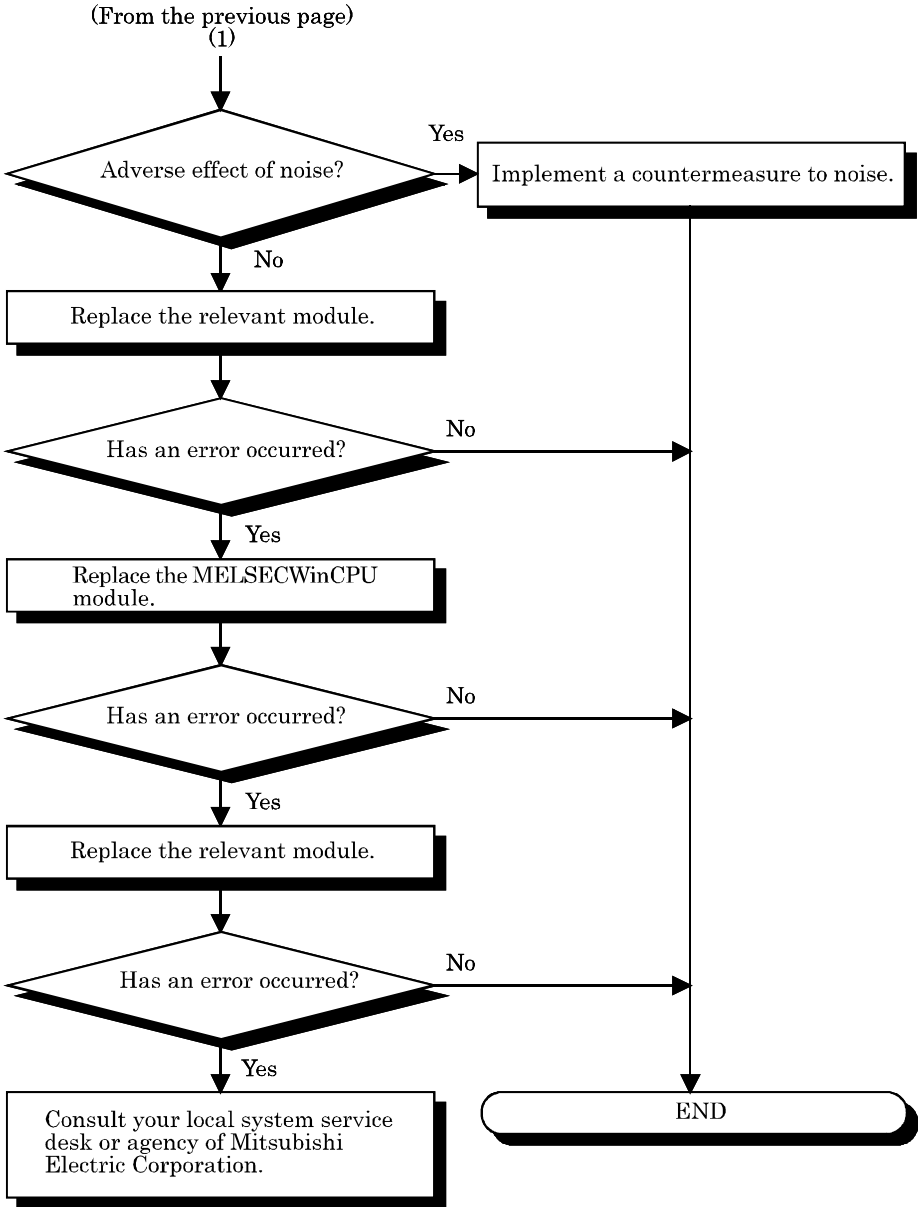 (From the previous page)
(1)
Adverse effect of noise?
Yes
Implement a countermeasure to noise.
No
Replace the relevant module.
Has an error occurred?
No
Yes
Replace the MELSECWinCPU
module.
Has an error occurred?
No
Yes
Replace the relevant module.
Has an error occurred?
No
Yes
Consult your local system service
desk or agency of Mitsubishi
Electric Corporation.
END